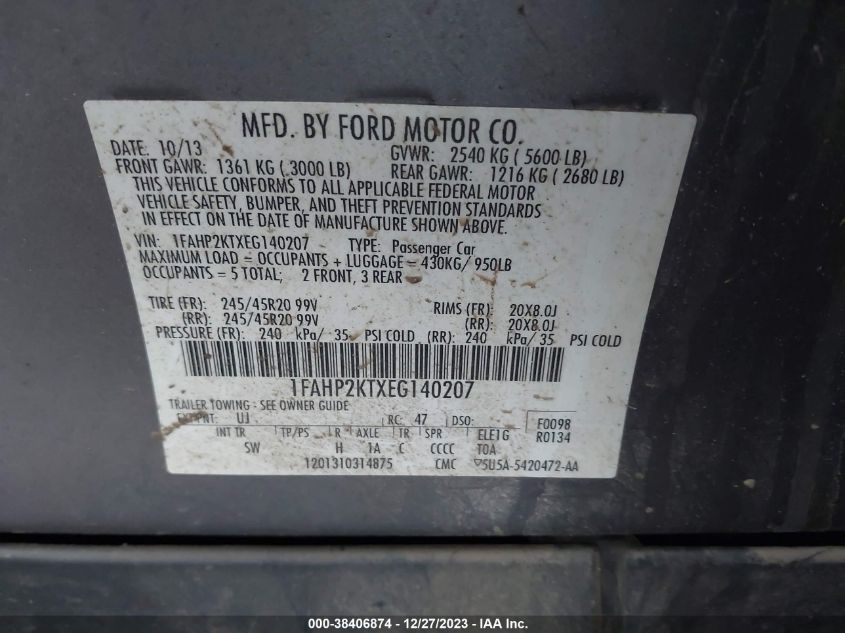 MFD. BY FORD MOTOR CO.
DATE: 10/13 GVWR: 2540 KG ( 5600 LB)
FRONT GAWR: 1361 KG ( 3000 LB) REAR GAWR: 1216 KG ( 2680 LB)
THIS VEHICLE CONFORMS TO ALL APPLICABLE FEDERAL MOTOR
VEHICLE SAFETY, BUMPER, AND THEFT PREVENTION STANDARDS
IN EFFECT ON THE DATE OF MANUFACTURE SHOWN ABOVE.
VIN: 1FAHP2KTXEG140207 TYPE: Passenger Car
MAXIMUM LOAD = OCCUPANTS + LUGGAGE = 430KG/ 950LB
OCCUPANTS = 5 TOTAL; 2 FRONT, 3 REAR
TIRE (FR): 245/45R20 99V RIMS (FR): 20X8.0J
(RR): 245/45R20 99V (RR): 20X8.0J
PRESSURE (FR): 240 kPa/ 35 PSI COLD (RR): 240 kPa/ 35 PSI COLD
1FAHP2KTXEG140207
TRAILER TOWING - SEE OWNER GUIDE
EXT PNT: UJ RC: 47 DSO: F0098
INT TR TP/PS R AXLE TR SPR ELE1G R0134
SW H 1A C CCCC TOA
1201310314875 CMC 5U5A-5420472-AA
000-38406874 | 12/27/2023 - IAA Inc.